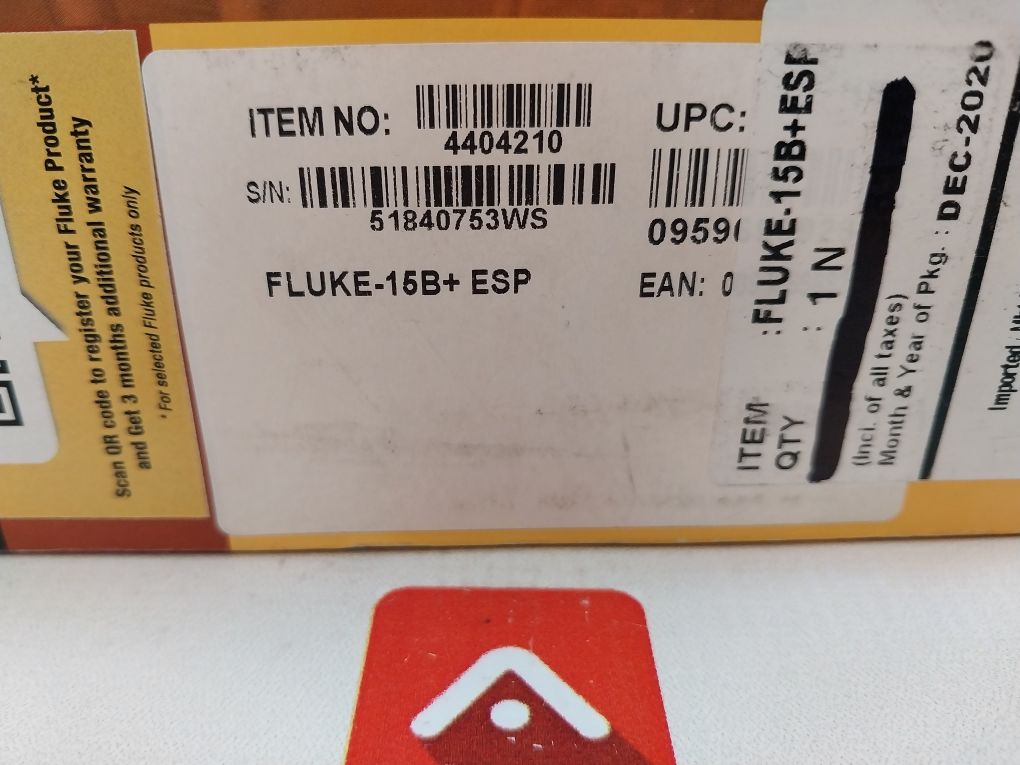 Scan QR code to register your Fluke Product*
and Get 3 months additional warranty
* For selected Fluke products only
ITEM NO:
4404210
S/N:
51840753WS
FLUKE-15B+ ESP
UPC:
0959
EAN: 0
ITEM :FLUKE-15B+ESP
QTY : 1 N
(Incl. of all taxes)
Month & Year of Pkg. : DEC-2020
Imported